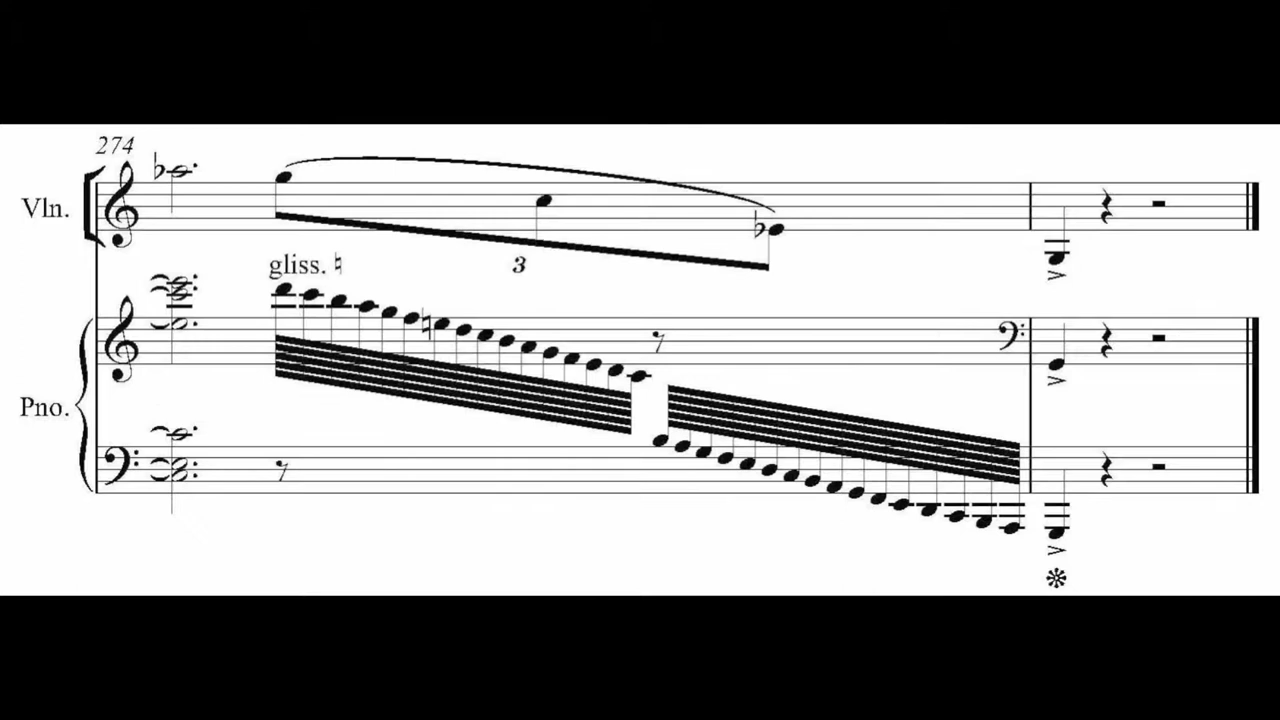 274
Vln.
gliss. ♮
3
Pno.